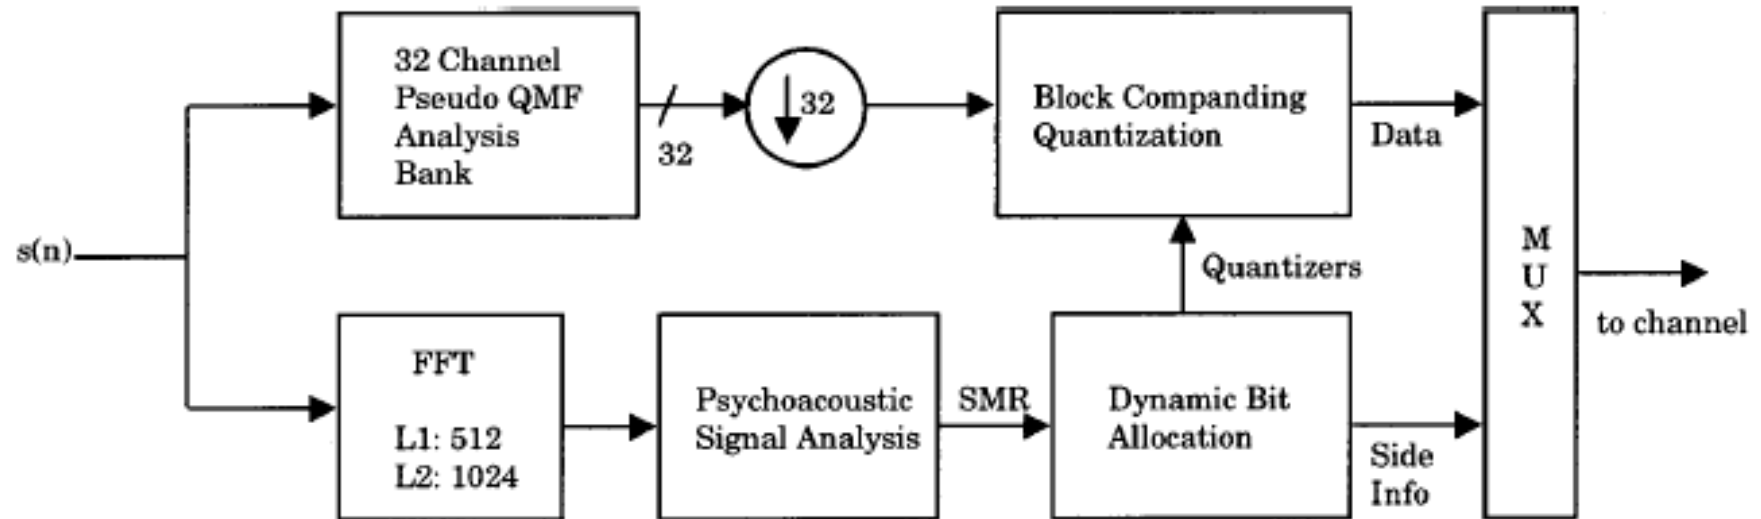 32 Channel
Pseudo QMF
Analysis
Bank
32
32
Block Companding
Quantization
Data
s(n)
Quantizers
M
U
X
to channel
FFT
L1: 512
L2: 1024
Psychoacoustic
Signal Analysis
SMR
Dynamic Bit
Allocation
Side
Info